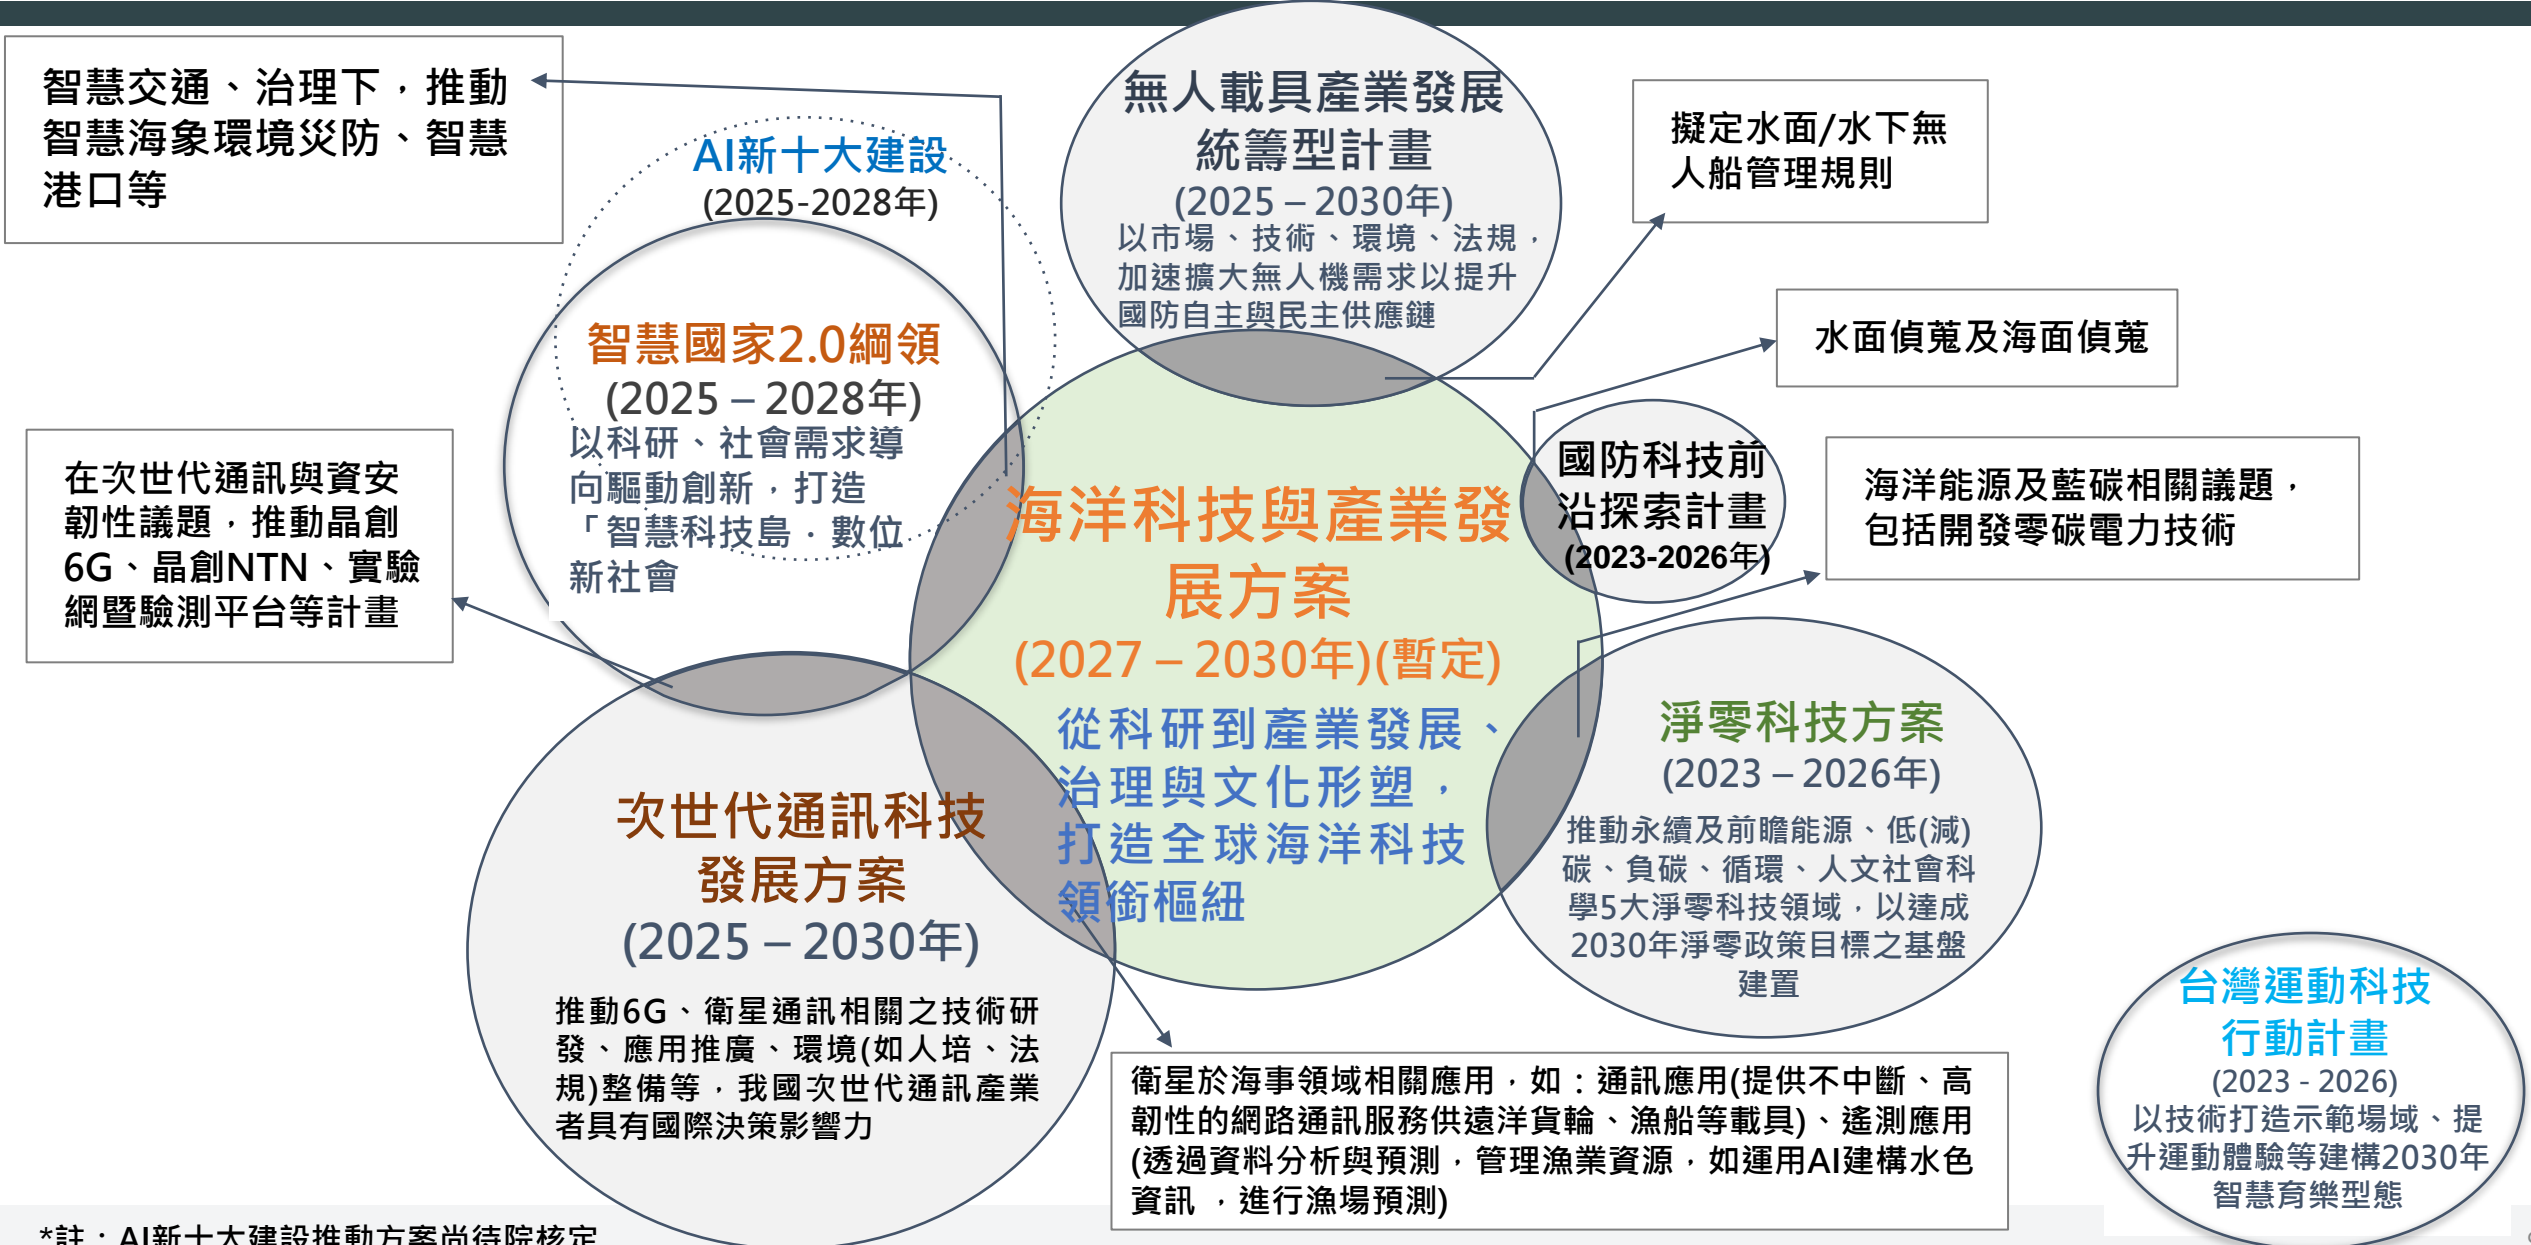 智慧交通、治理下，推動
智慧海象環境災防、智慧
港口等
AI新十大建設
(2025-2028年)
無人載具產業發展
統籌型計畫
(2025 – 2030年)
以市場、技術、環境、法規，
加速擴大無人機需求以提升
國防自主與民主供應鏈
擬定水面/水下無
人船管理規則
水面偵蒐及海面偵蒐
智慧國家2.0綱領
(2025 – 2028年)
以科研、社會需求導
向驅動創新，打造
「智慧科技島．數位
新社會
在次世代通訊與資安
韌性議題，推動晶創
6G、晶創NTN、實驗
網暨驗測平台等計畫
國防科技前
沿探索計畫
(2023-2026年)
海洋能源及藍碳相關議題，
包括開發零碳電力技術
海洋科技與產業發
展方案
(2027 – 2030年)(暫定)
從科研到產業發展、
治理與文化形塑，
打造全球海洋科技
領銜樞紐
淨零科技方案
(2023 – 2026年)
推動永續及前瞻能源、低(減)
碳、負碳、循環、人文社會科
學5大淨零科技領域，以達成
2030年淨零政策目標之基盤
建置
次世代通訊科技
發展方案
(2025 – 2030年)
推動6G、衛星通訊相關之技術研
發、應用推廣、環境(如人培、法
規)整備等，我國次世代通訊產業
者具有國際決策影響力
衛星於海事領域相關應用，如：通訊應用(提供不中斷、高
韌性的網路通訊服務供遠洋貨輪、漁船等載具)、遙測應用
(透過資料分析與預測，管理漁業資源，如運用AI建構水色
資訊 ，進行漁場預測)
台灣運動科技
行動計畫
(2023 - 2026)
以技術打造示範場域、提
升運動體驗等建構2030年
智慧育樂型態
*註：AI新十大建設推動方案尚待院核定